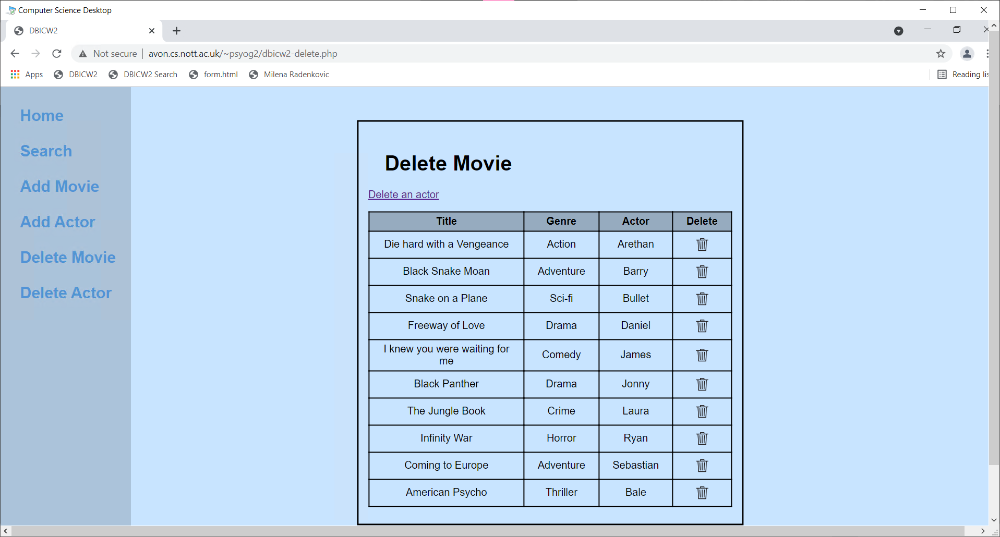 Computer Science Desktop
DBICW2
Not secure | avon.cs.nott.ac.uk/~psyog2/dbicw2-delete.php
Apps DBICW2 DBICW2 Search form.html Milena Radenkovic Reading lis
Home
Search
Add Movie
Add Actor
Delete Movie
Delete Actor
Delete Movie
Delete an actor
Title Genre Actor Delete
Die hard with a Vengeance Action Arethan
Black Snake Moan Adventure Barry
Snake on a Plane Sci-fi Bullet
Freeway of Love Drama Daniel
I knew you were waiting for
me Comedy James
Black Panther Drama Jonny
The Jungle Book Crime Laura
Infinity War Horror Ryan
Coming to Europe Adventure Sebastian
American Psycho Thriller Bale